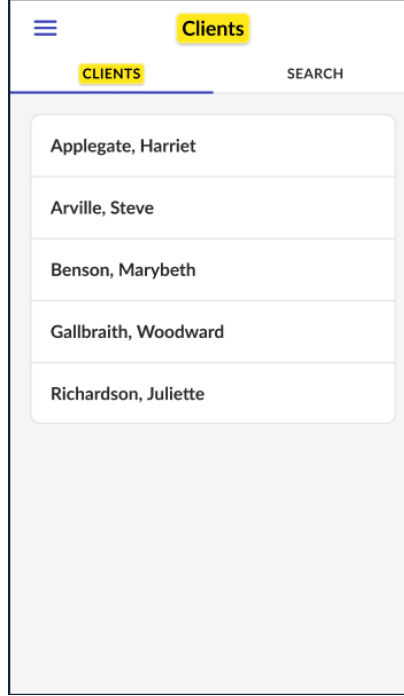 Clients
CLIENTS SEARCH
Applegate, Harriet
Arville, Steve
Benson, Marybeth
Gallbraith, Woodward
Richardson, Juliette